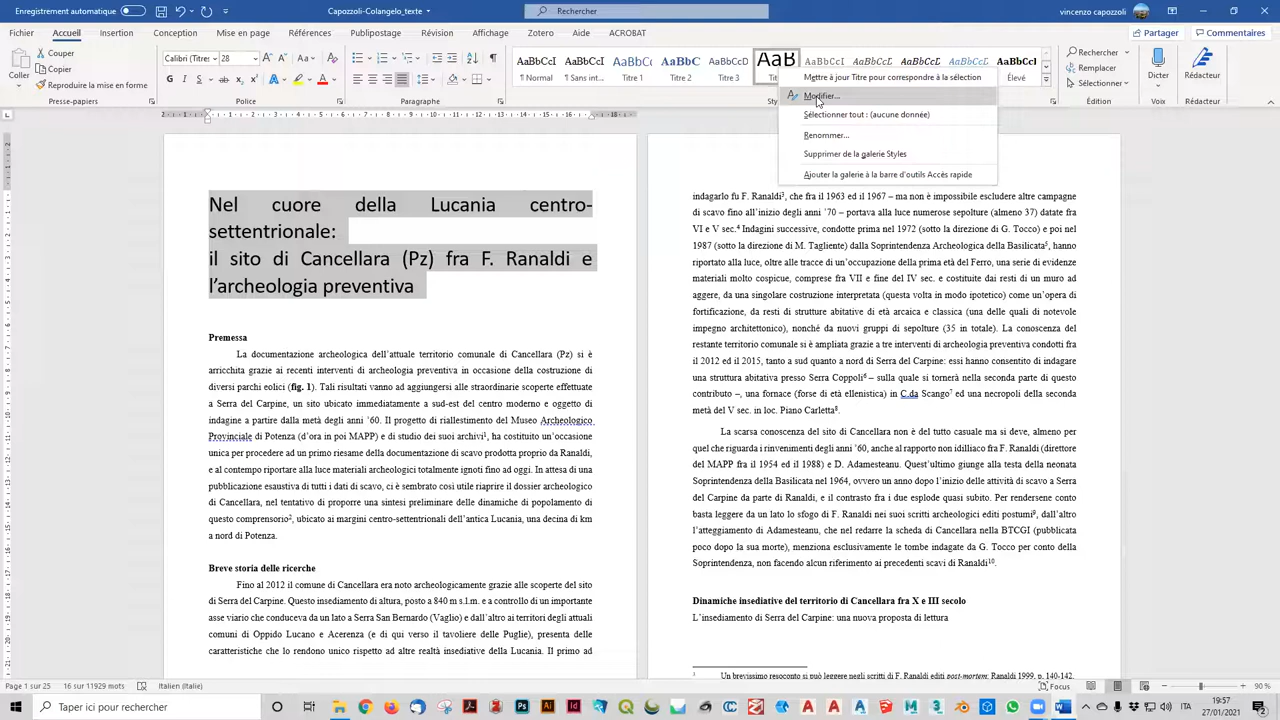 Modifier
Fichier Accueil Insertion Conception Mise en page Références Publipostage Révision Affichage Zotero Aide ACROBAT
Partager Commentaires
Coller
Couper
Copier
Calibri (Titres 28
G I S
AaBbCcI AaBbCcI AaBbCc AaBbC AaBbCcD AaB AaBbCcI AaBbCcI AaBbCcI AaBbCcI AaBbCcI
¶ Normal ¶ Sans int... Titre 1 Titre 2 Titre 3 Élevé
Rechercher
Remplacer
Sélectionner
Édition
Dicter
Voix
Rédacteur
Rédacteur
Presse-papiers
Police
Paragraphe
Mettre à jour Titre pour correspondre à la sélection
Modifier...
Sélectionner tout : (aucune donnée)
Renommer...
Supprimer de la galerie Styles
Ajouter la galerie à la barre d'outils Accès rapide
Nel cuore della Lucania centro-
settentrionale:
il sito di Cancellara (Pz) fra F. Ranaldi e
l'archeologia preventiva
Premessa
La documentazione archeologica dell'attuale territorio comunale di Cancellara (Pz) si è
arricchita grazie ai recenti interventi di archeologia preventiva in occasione della costruzione di
diversi parchi eolici (fig. 1). Tali risultati vanno ad aggiungersi alle straordinarie scoperte effettuate
a Serra del Carpine, un sito ubicato immediatamente a sud-est del centro moderno e oggetto di
indagine a partire dalla metà degli anni '60. Il progetto di riallestimento del Museo Archeologico
Provinciale di Potenza (d'ora in poi MAPP) e di studio dei suoi archivi1, ha costituito un'occasione
unica per procedere ad un primo riesame della documentazione di scavo prodotta proprio da Ranaldi,
e al contempo riportare alla luce materiali archeologici totalmente ignoti fino ad oggi. In attesa di una
pubblicazione esaustiva di tutti i dati di scavo, ci è sembrato così utile riaprire il dossier archeologico
di Cancellara, nel tentativo di proporre una sintesi preliminare delle dinamiche di popolamento di
questo comprensorio2, ubicato ai margini centro-settentrionali dell'antica Lucania, una decina di km
a nord di Potenza.
Breve storia delle ricerche
Fino al 2012 il comune di Cancellara era noto archeologicamente grazie alle scoperte del sito
di Serra del Carpine. Questo insediamento di altura, posto a 840 m s.l.m. e a controllo di un importante
asse viario che conduceva da un lato a Serra San Bernardo (Vaglio) e dall'altro ai territori degli attuali
comuni di Oppido Lucano e Acerenza (e di qui verso il tavoliere delle Puglie), presenta delle
caratteristiche che lo rendono unico rispetto ad altre realtà insediative della Lucania. Il primo ad
indagarlo fu F. Ranaldi3, che fra il 1963 ed il 1967 – ma non è impossibile escludere altre campagne
di scavo fino all'inizio degli anni '70 – portava alla luce numerose sepolture (almeno 37) datate fra
VI e V sec.4 Indagini successive, condotte prima nel 1972 (sotto la direzione di G. Tocco) e poi nel
1987 (sotto la direzione di M. Tagliente) dalla Soprintendenza Archeologica della Basilicata5, hanno
riportato alla luce, oltre alle tracce di un'occupazione della prima età del Ferro, una serie di evidenze
materiali molto cospicue, comprese fra VII e fine del IV sec. e costituite dai resti di un muro ad
aggere, da una singolare costruzione interpretata (questa volta in modo ipotetico) come un'opera di
fortificazione, da resti di strutture abitative di età arcaica e classica (una delle quali di notevole
impegno architettonico), nonché da nuovi gruppi di sepolture (35 in totale). La conoscenza del
restante territorio comunale si è ampliata grazie a tre interventi di archeologia preventiva condotti fra
il 2012 ed il 2015, tanto a sud quanto a nord di Serra del Carpine: essi hanno consentito di indagare
una struttura abitativa presso Serra Coppoli6 – sulla quale si tornerà nella seconda parte di questo
contributo –, una fornace (forse di età ellenistica) in C.da Scango7 ed una necropoli della seconda
metà del V sec. in loc. Piano Carletta8.
La scarsa conoscenza del sito di Cancellara non è del tutto casuale ma si deve, almeno per
quel che riguarda i rinvenimenti degli anni '60, anche al rapporto non idilliaco fra F. Ranaldi (direttore
del MAPP fra il 1954 ed il 1988) e D. Adamesteanu. Quest'ultimo giunge alla testa della neonata
Soprintendenza della Basilicata nel 1964, ovvero un anno dopo l'inizio delle attività di scavo a Serra
del Carpine da parte di Ranaldi, e il contrasto fra i due esplode quasi subito. Per rendersene conto
basta leggere da un lato lo sfogo di F. Ranaldi nei suoi scritti archeologici editi postumi9, dall'altro
l'atteggiamento di Adamesteanu, che nel redarre la scheda di Cancellara nella BTCGI (pubblicata
poco dopo la sua morte), menziona esclusivamente le tombe indagate da G. Tocco per conto della
Soprintendenza, non facendo alcun riferimento ai precedenti scavi di Ranaldi10.
Dinamiche insediative del territorio di Cancellara fra X e III secolo
L'insediamento di Serra del Carpine: una nuova proposta di lettura
1 Un brevissimo resoconto si può leggere negli scritti di F. Ranaldi editi post-mortem: Ranaldi 1999, p. 140-142.
Page 1 sur 25 16 sur 11929 mots Italien (Italie) Focus 90 %
Taper ici pour rechercher
ITA
19:57
27/01/2021